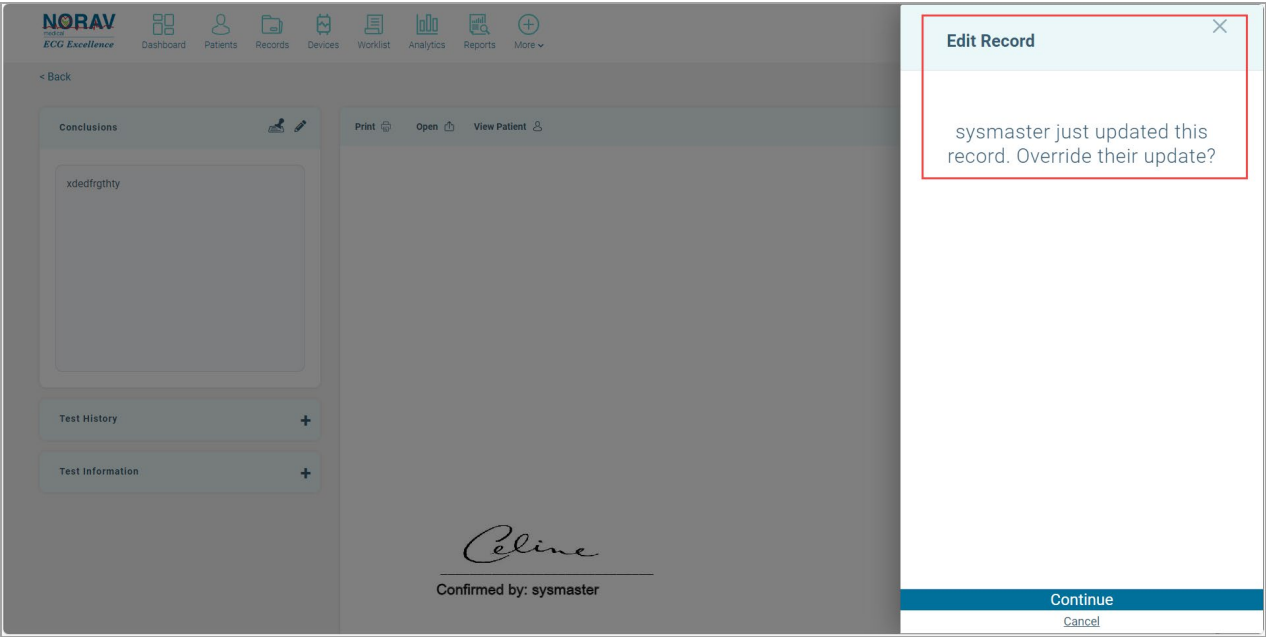 NORAV
medical
ECG Excellence
Dashboard
Patients
Records
Devices
Worklist
Analytics
Reports
More
< Back
Conclusions
xdedfrgthty
Test History
Test Information
Print
Open
View Patient
Celine
Confirmed by: sysmaster
Edit Record
sysmaster just updated this
record. Override their update?
Continue
Cancel